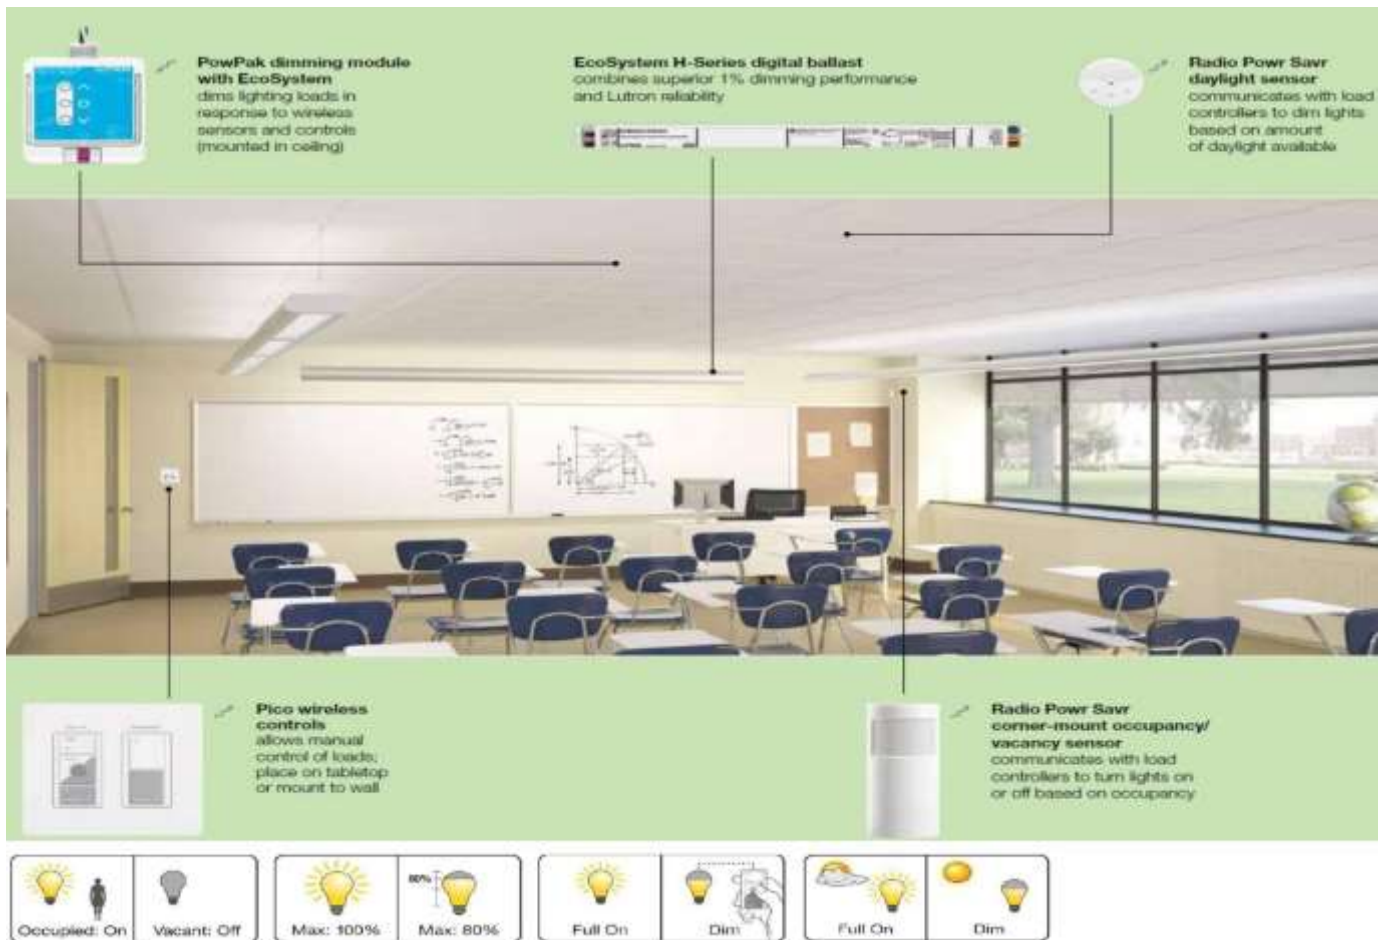 PowPak dimming module
with EcoSystem
dims lighting loads in
response to wireless
sensors and controls
(mounted in ceiling)
EcoSystem H-Series digital ballast
combines superior 1% dimming performance
and Lutron reliability
Radio Powr Savr
daylight sensor
communicates with load
controllers to dim lights
based on amount
of daylight available
Pico wireless
controls
allows manual
control of loads;
place on tabletop
or mount to wall
Radio Powr Savr
corner-mount occupancy/
vacancy sensor
communicates with load
controllers to turn lights on
or off based on occupancy
Occupied: On
Vacant: Off
Max: 100%
80%
Max: 80%
Full On
Dim
Full On
Dim